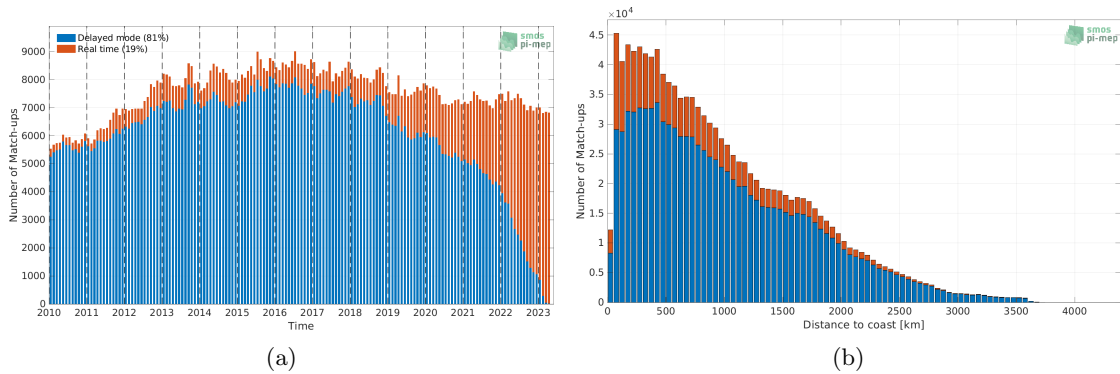 Delayed mode (81%)
Real time (19%)
smos
pi-mep
Number of Match-ups
9000
8000
7000
6000
5000
4000
3000
2000
1000
0
2010 2011 2012 2013 2014 2015 2016 2017 2018 2019 2020 2021 2022 2023
Time
(a)
×10⁴
smos
pi-mep
Number of Match-ups
4.5
4
3.5
3
2.5
2
1.5
1
0.5
0
0 500 1000 1500 2000 2500 3000 3500 4000
Distance to coast [km]
(b)